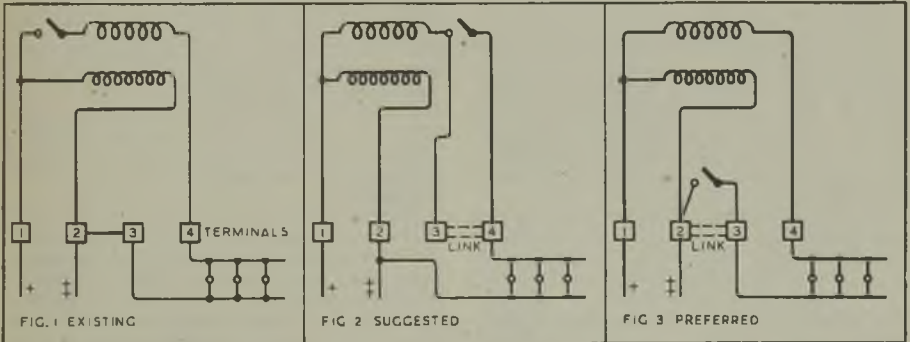 1 2 3 4 TERMINALS
+ ‡
FIG. 1 EXISTING
1 2 3 4
LINK
+ ‡
FIG 2 SUGGESTED
1 2 3 4
LINK
+ ‡
FIG 3 PREFERRED